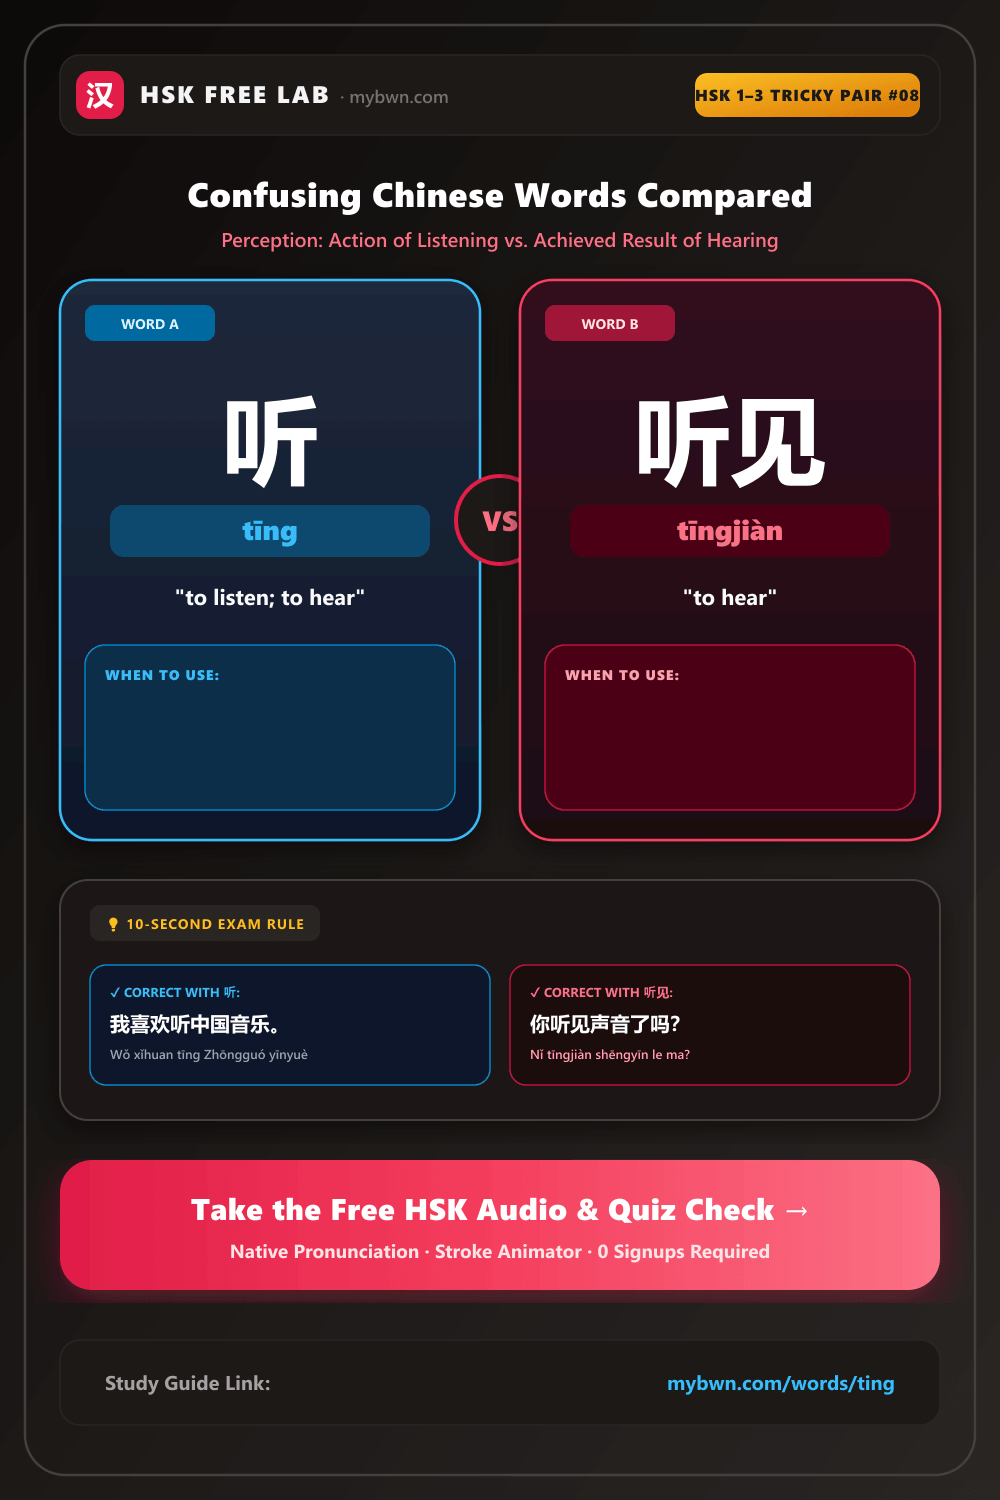 汉 HSK FREE LAB · mybwn.com
HSK 1–3 TRICKY PAIR #08
Confusing Chinese Words Compared
Perception: Action of Listening vs. Achieved Result of Hearing
WORD A
听
tīng
"to listen; to hear"
WHEN TO USE:
VS
WORD B
听见
tīngjiàn
"to hear"
WHEN TO USE:
10-SECOND EXAM RULE
✓ CORRECT WITH 听:
我喜欢听中国音乐。
Wǒ xǐhuan tīng Zhōngguó yīnyuè
✓ CORRECT WITH 听见:
你听见声音了吗?
Nǐ tīngjiàn shēngyīn le ma?
Take the Free HSK Audio & Quiz Check →
Native Pronunciation · Stroke Animator · 0 Signups Required
Study Guide Link:
mybwn.com/words/ting